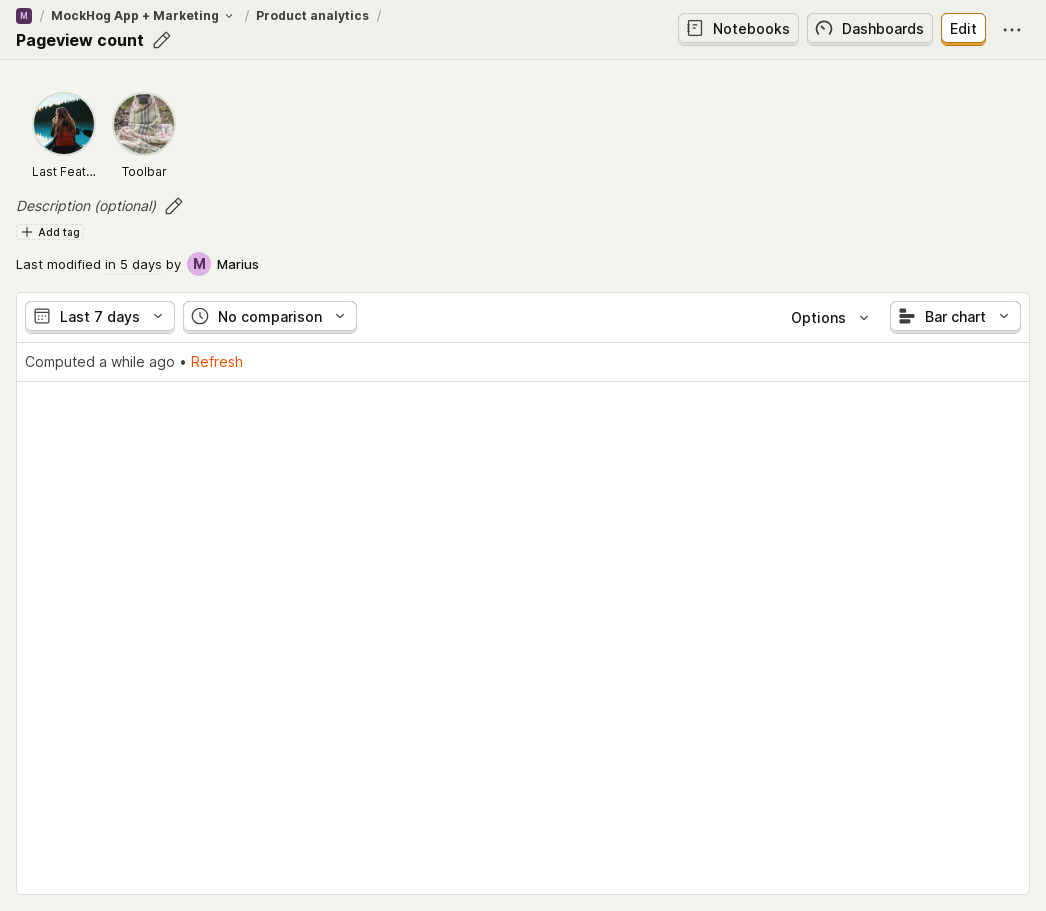 M / MockHog App + Marketing / Product analytics /
Pageview count
Notebooks
Dashboards
Edit
Last Feat...
Toolbar
Description (optional)
Add tag
Last modified in 5 days by M Marius
Last 7 days
No comparison
Options
Bar chart
Computed a while ago • Refresh